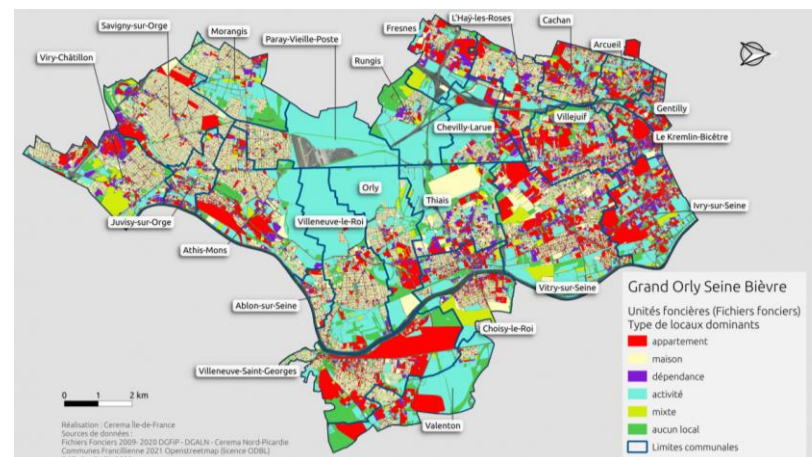 Savigny-sur-Orge
Morangis
Viry-Châtillon
Paray-Vieille-Poste
Fresnes
L'Haÿ-les-Roses
Cachan
Arcueil
Rungis
Gentilly
Chevilly-Larue
Villejuif
Le Kremlin-Bicêtre
Orly
Thiais
Ivry-sur-Seine
Villeneuve-le-Roi
Juvisy-sur-Orge
Athis-Mons
Vitry-sur-Seine
Ablon-sur-Seine
Choisy-le-Roi
Villeneuve-Saint-Georges
Valenton
Grand Orly Seine Bièvre
Unités foncières (Fichiers fonciers)
Type de locaux dominants
appartement
maison
dépendance
activité
mixte
aucun local
Limites communales
0 1 2 km
Réalisation : Cerema Île-de-France
Sources de données :
Fichiers Fonciers 2009- 2020 DGFiP - DGALN - Cerema Nord-Picardie
Communes Francillienne 2021 Openstreetmap (licence ODBL)